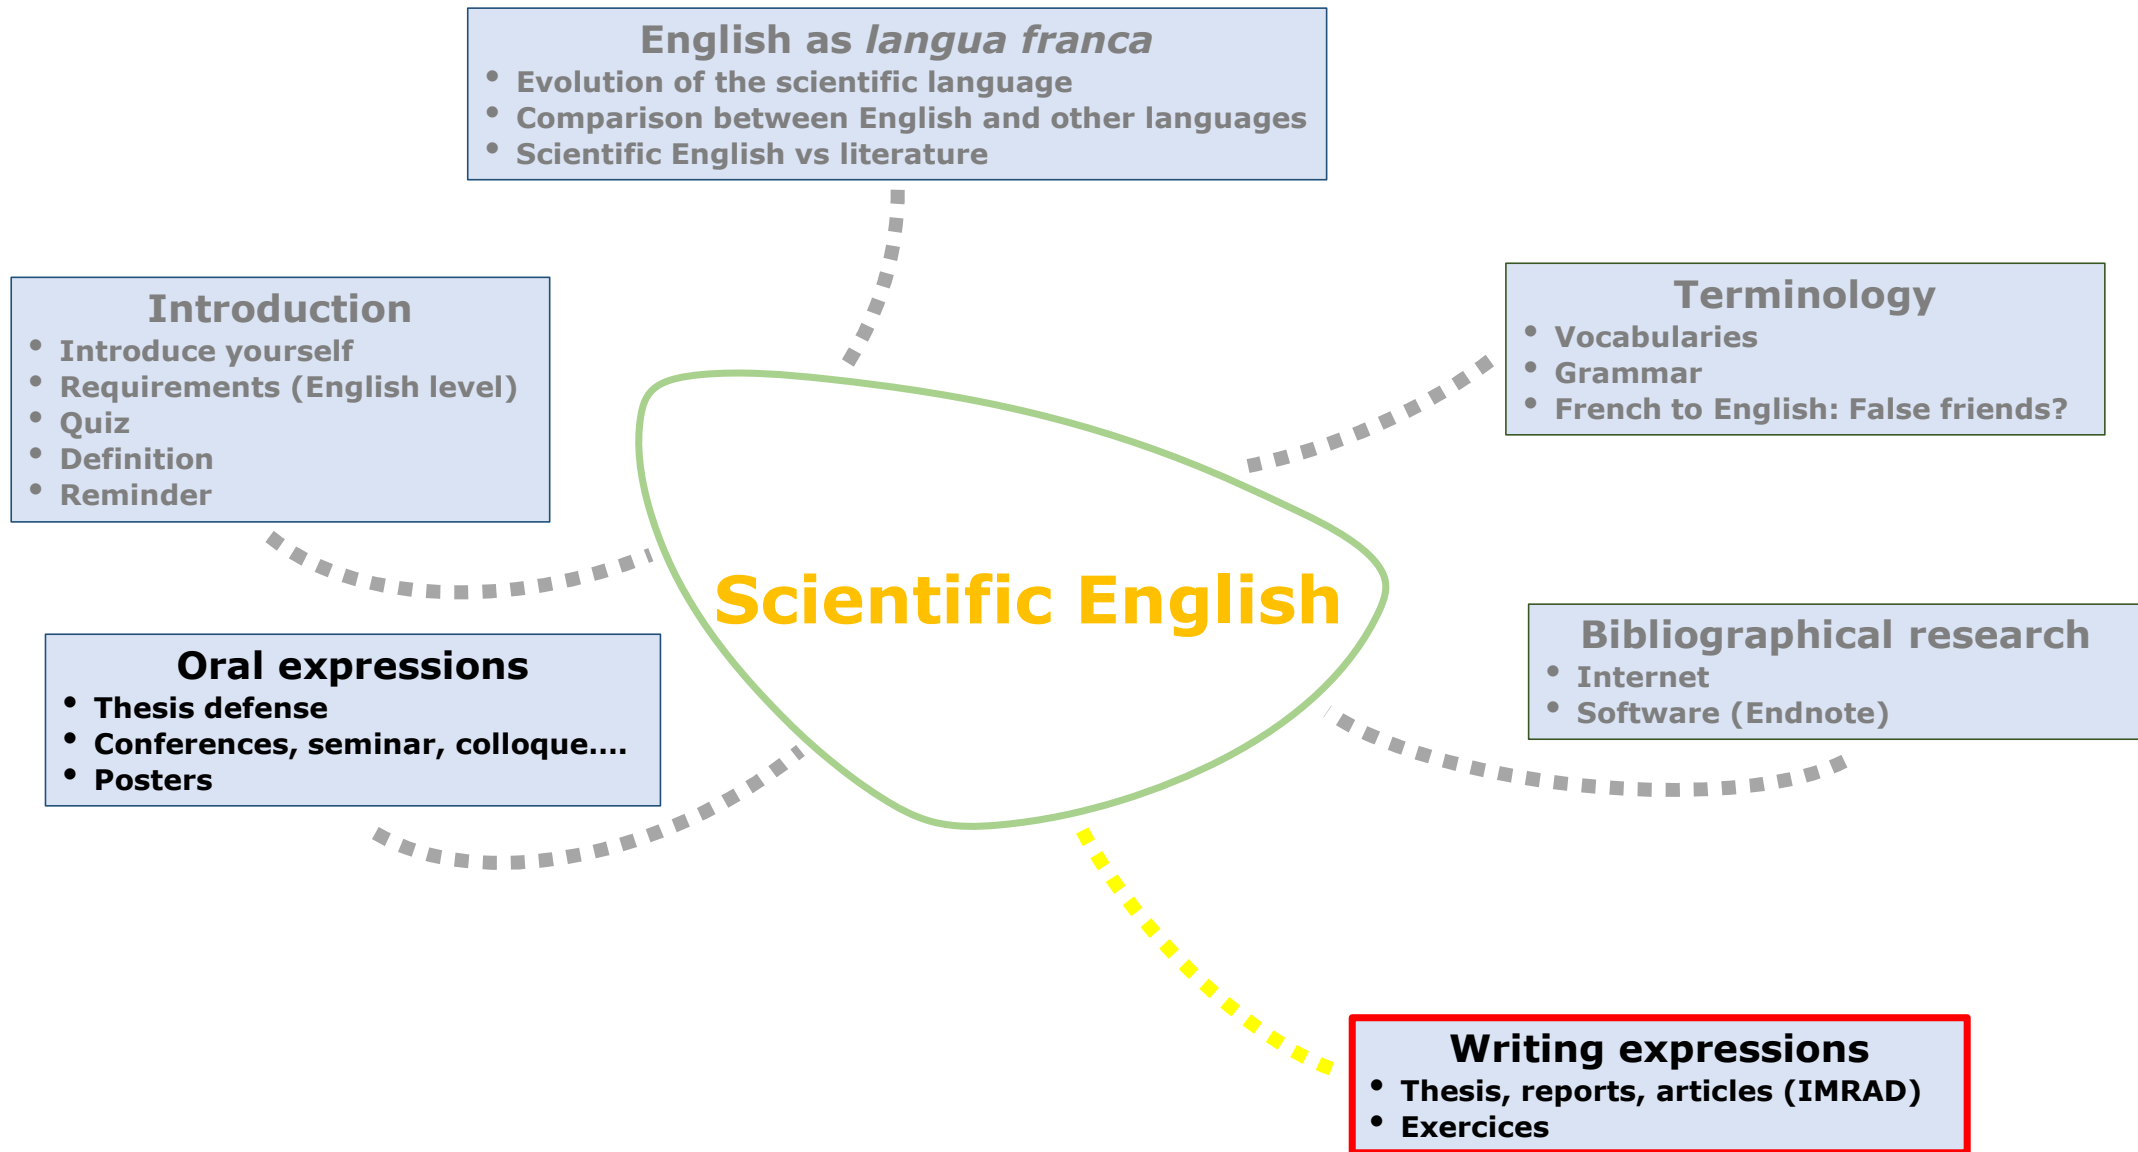 English as langua franca
• Evolution of the scientific language
• Comparison between English and other languages
• Scientific English vs literature
Introduction
• Introduce yourself
• Requirements (English level)
• Quiz
• Definition
• Reminder
Terminology
• Vocabularies
• Grammar
• French to English: False friends?
Scientific English
Oral expressions
• Thesis defense
• Conferences, seminar, colloque....
• Posters
Bibliographical research
• Internet
• Software (Endnote)
Writing expressions
• Thesis, reports, articles (IMRAD)
• Exercices